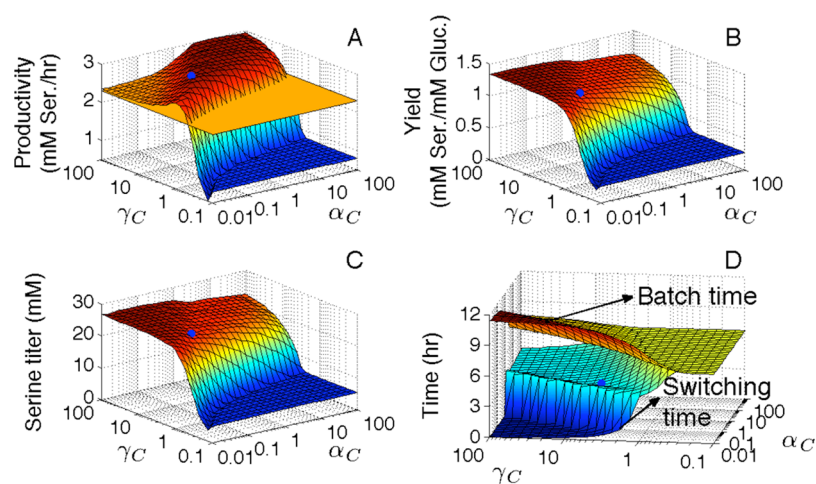 A
Productivity
(mM Ser./hr)
3
2
1
100
10
1
0.1
γC
0.01
0.1
1
10
100
αC
B
Yield
(mM Ser./mM Gluc.)
1.5
1
0.5
0
100
10
1
0.1
γC
0.01
0.1
1
10
100
αC
C
Serine titer (mM)
30
20
10
0
100
10
1
0.1
γC
0.01
0.1
1
10
100
αC
D
Batch time
Switching
time
Time (hr)
12
9
6
3
0
100
10
1
0.1
γC
0.01
0.1
1
10
100
αC